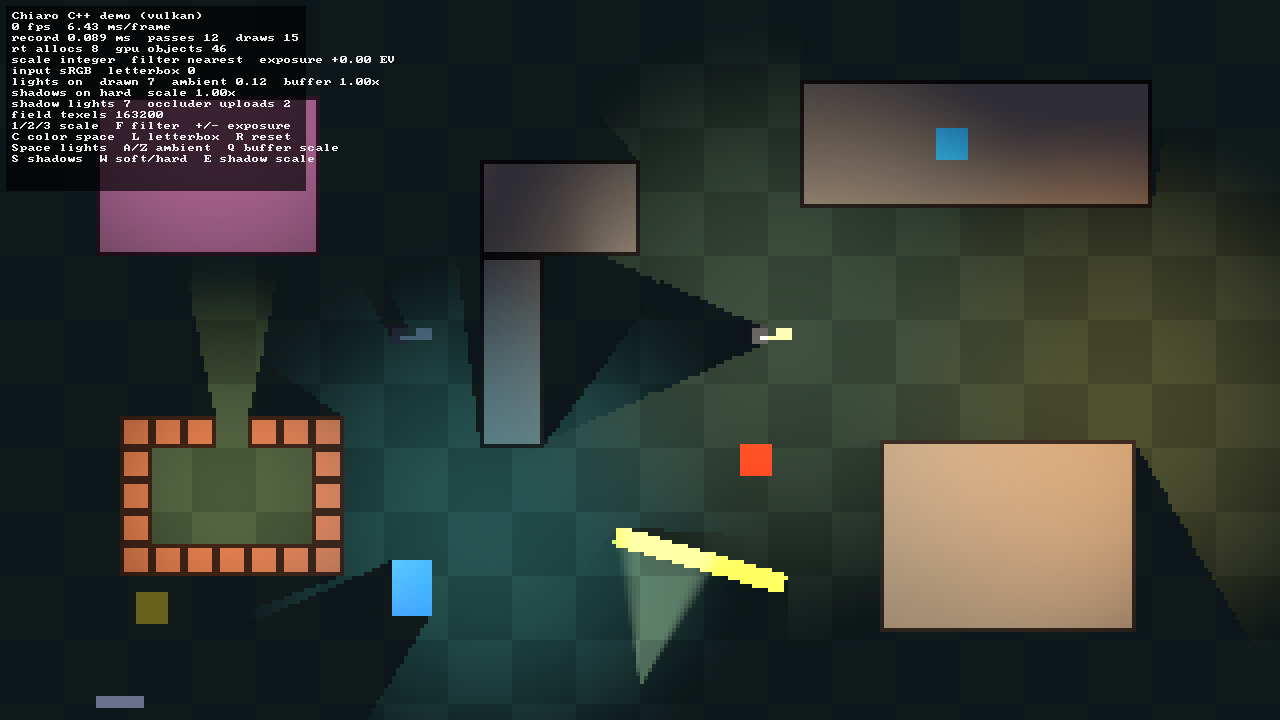 Chiaro C++ demo (vulkan)
0 fps  6.43 ms/frame
record 0.089 ms  passes 12  draws 15
rt allocs 8  gpu objects 46
scale integer  filter nearest  exposure +0.00 EV
input sRGB  letterbox 0
lights on  drawn 7  ambient 0.12  buffer 1.00x
shadows on hard  scale 1.00x
shadow lights 7  occluder uploads 2
field texels 163200
1/2/3 scale  F filter  +/- exposure
C color space  L letterbox  R reset
Space lights  A/Z ambient  Q buffer scale
S shadows  W soft/hard  E shadow scale